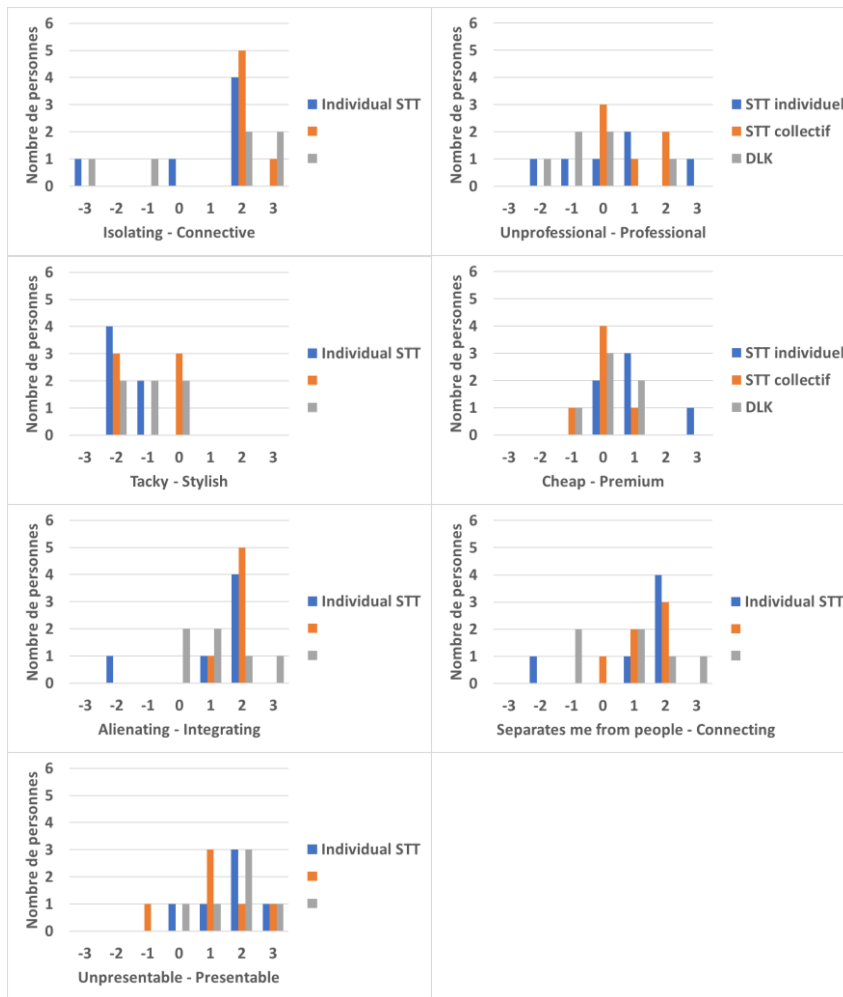 Nombre de personnes
6
5
4
3
2
1
0
-3 -2 -1 0 1 2 3
Isolating - Connective
Individual STT
Nombre de personnes
6
5
4
3
2
1
0
-3 -2 -1 0 1 2 3
Unprofessional - Professional
STT individuel
STT collectif
DLK
Nombre de personnes
6
5
4
3
2
1
0
-3 -2 -1 0 1 2 3
Tacky - Stylish
Individual STT
Nombre de personnes
6
5
4
3
2
1
0
-3 -2 -1 0 1 2 3
Cheap - Premium
STT individuel
STT collectif
DLK
Nombre de personnes
6
5
4
3
2
1
0
-3 -2 -1 0 1 2 3
Alienating - Integrating
Individual STT
Nombre de personnes
6
5
4
3
2
1
0
-3 -2 -1 0 1 2 3
Separates me from people - Connecting
Individual STT
Nombre de personnes
6
5
4
3
2
1
0
-3 -2 -1 0 1 2 3
Unpresentable - Presentable
Individual STT